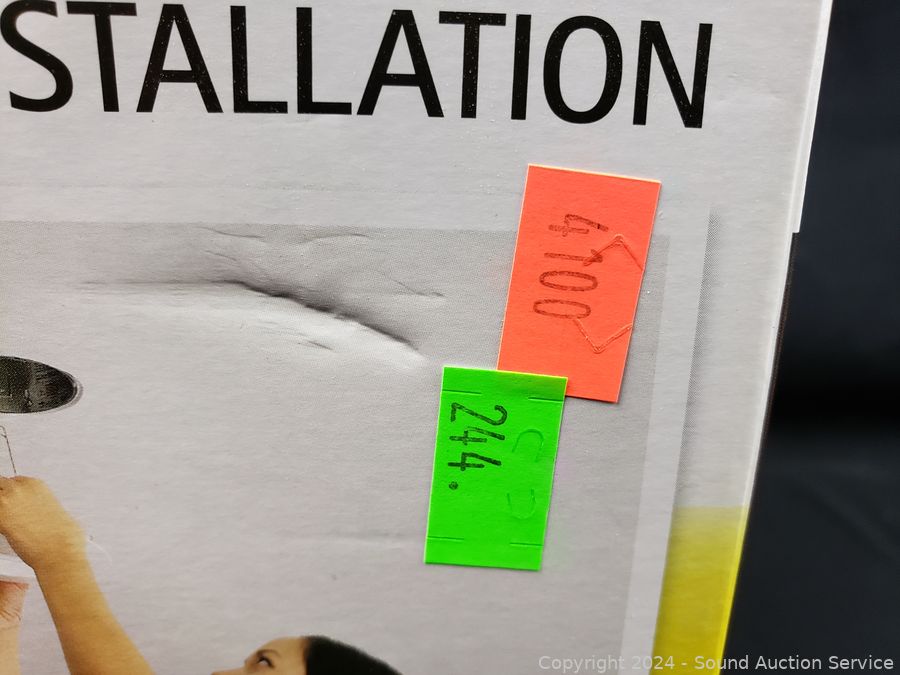 STALLATION
4100
244.
Copyright 2024 - Sound Auction Service